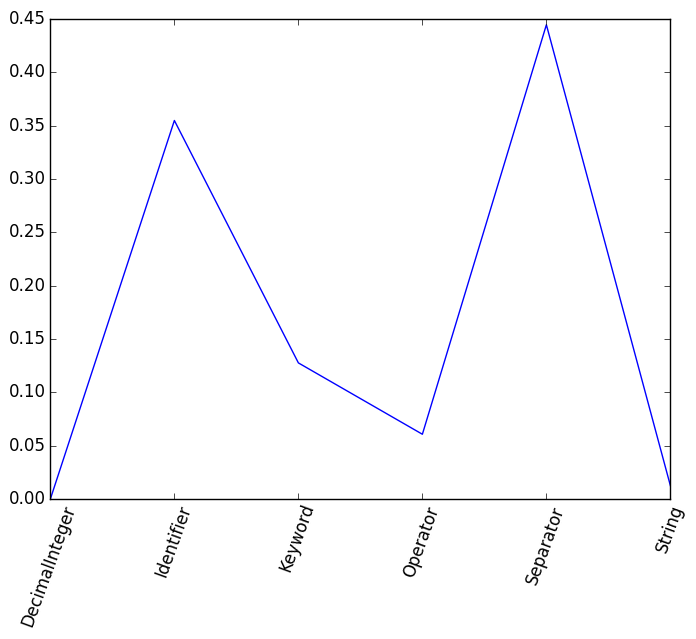 0.45
0.40
0.35
0.30
0.25
0.20
0.15
0.10
0.05
0.00
DecimalInteger
Identifier
Keyword
Operator
Separator
String